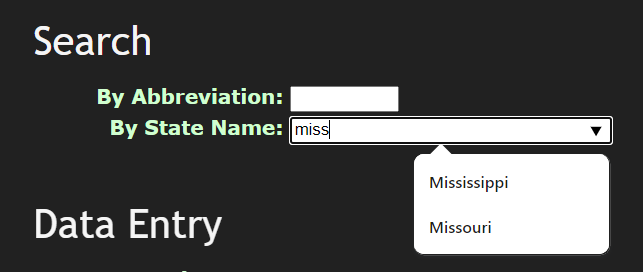 Search
By Abbreviation:
By State Name: miss
Mississippi
Missouri
Data Entry